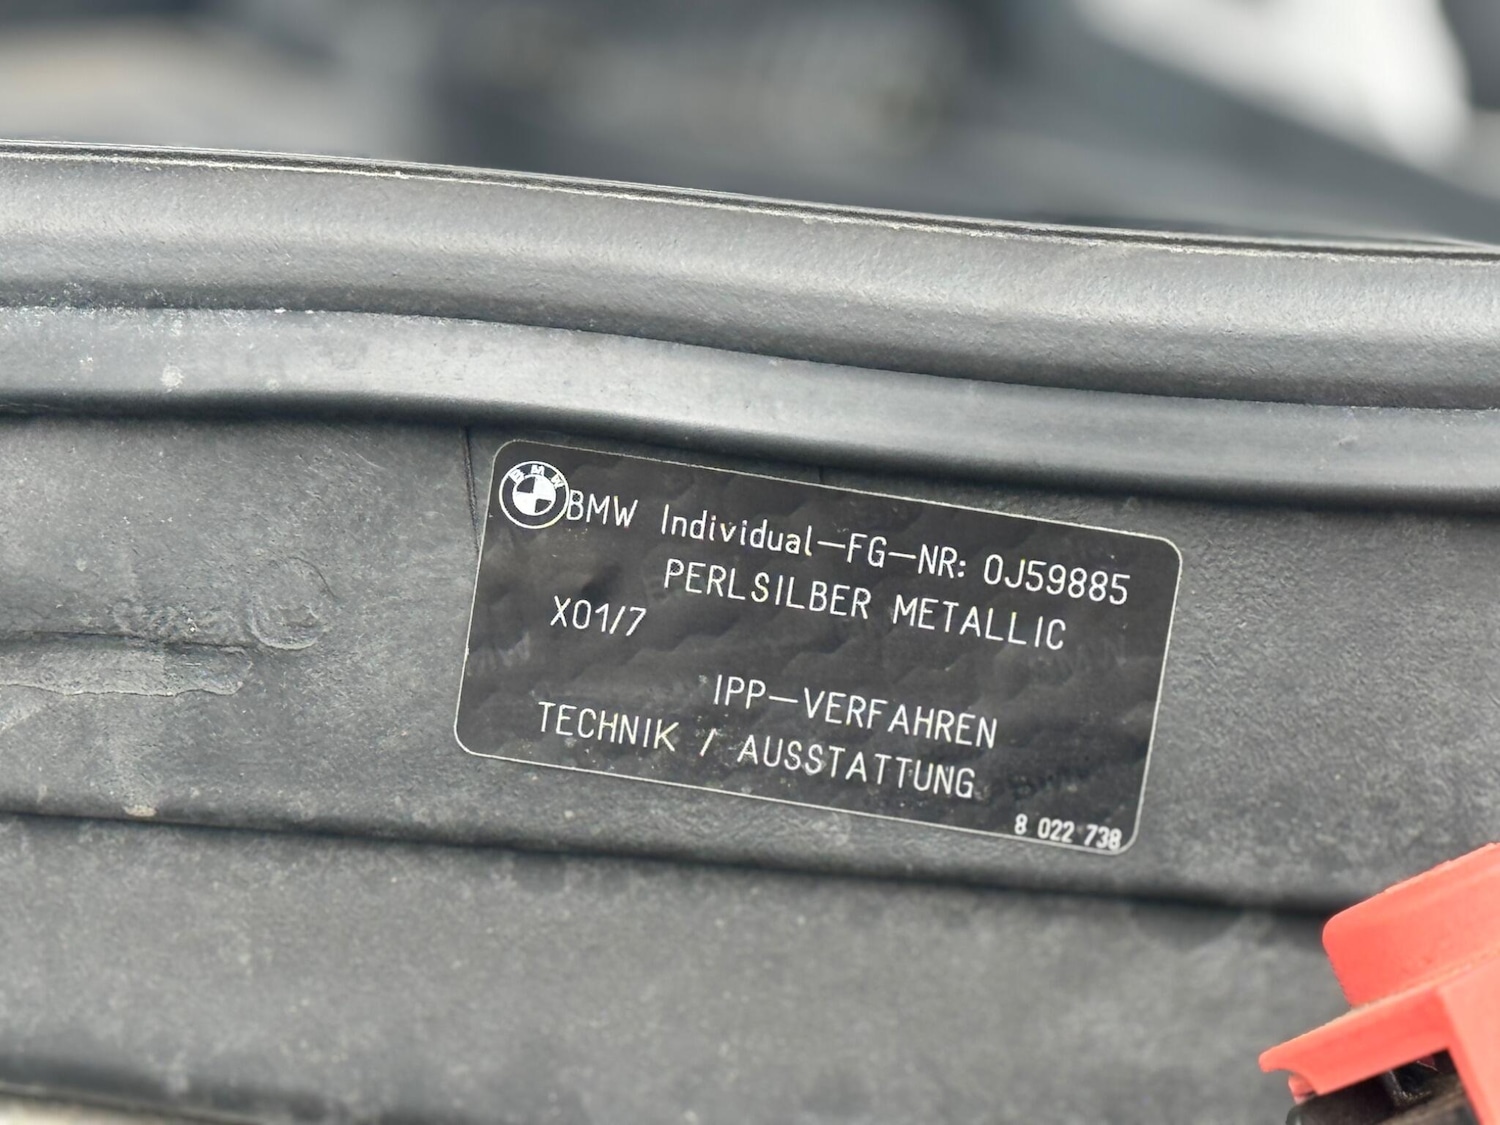 BMW
BMW Individual-FG-NR: 0J59885
PERLSILBER METALLIC
X01/7
IPP-VERFAHREN
TECHNIK / AUSSTATTUNG
8 022 738